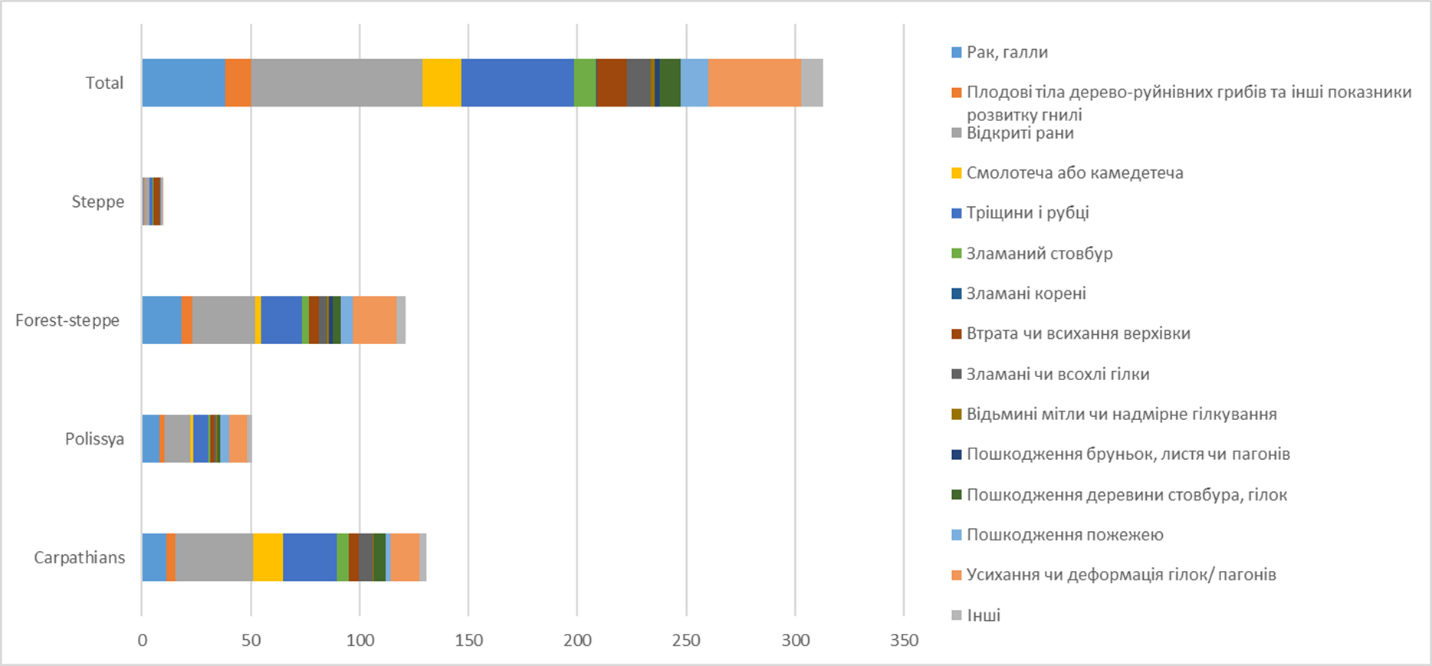 Total
Steppe
Forest-steppe
Polissya
Carpathians
0 50 100 150 200 250 300 350
Рак, галли
Плодові тіла дерево-руйнівних грибів та інші показники
розвитку гнилі
Відкриті рани
Смолотеча або камедетеча
Тріщини і рубці
Зламаний стовбур
Зламані корені
Втрата чи всихання верхівки
Зламані чи всохлі гілки
Відьмині мітли чи надмірне гілкування
Пошкодження бруньок, листя чи пагонів
Пошкодження деревини стовбура, гілок
Пошкодження пожежею
Усихання чи деформація гілок/ пагонів
Інші